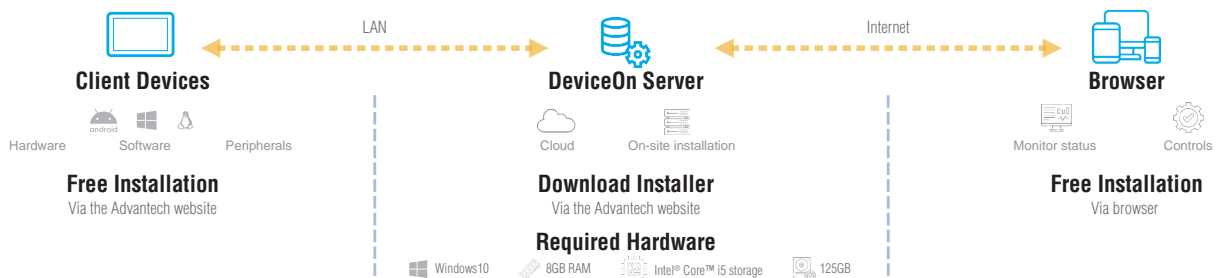 LAN
Internet
Client Devices
DeviceOn Server
Browser
android
Hardware
Software
Peripherals
Cloud
On-site installation
Monitor status
Controls
Free Installation
Via the Advantech website
Download Installer
Via the Advantech website
Free Installation
Via browser
Required Hardware
Windows10
8GB RAM
Intel® Core™ i5 storage
125GB